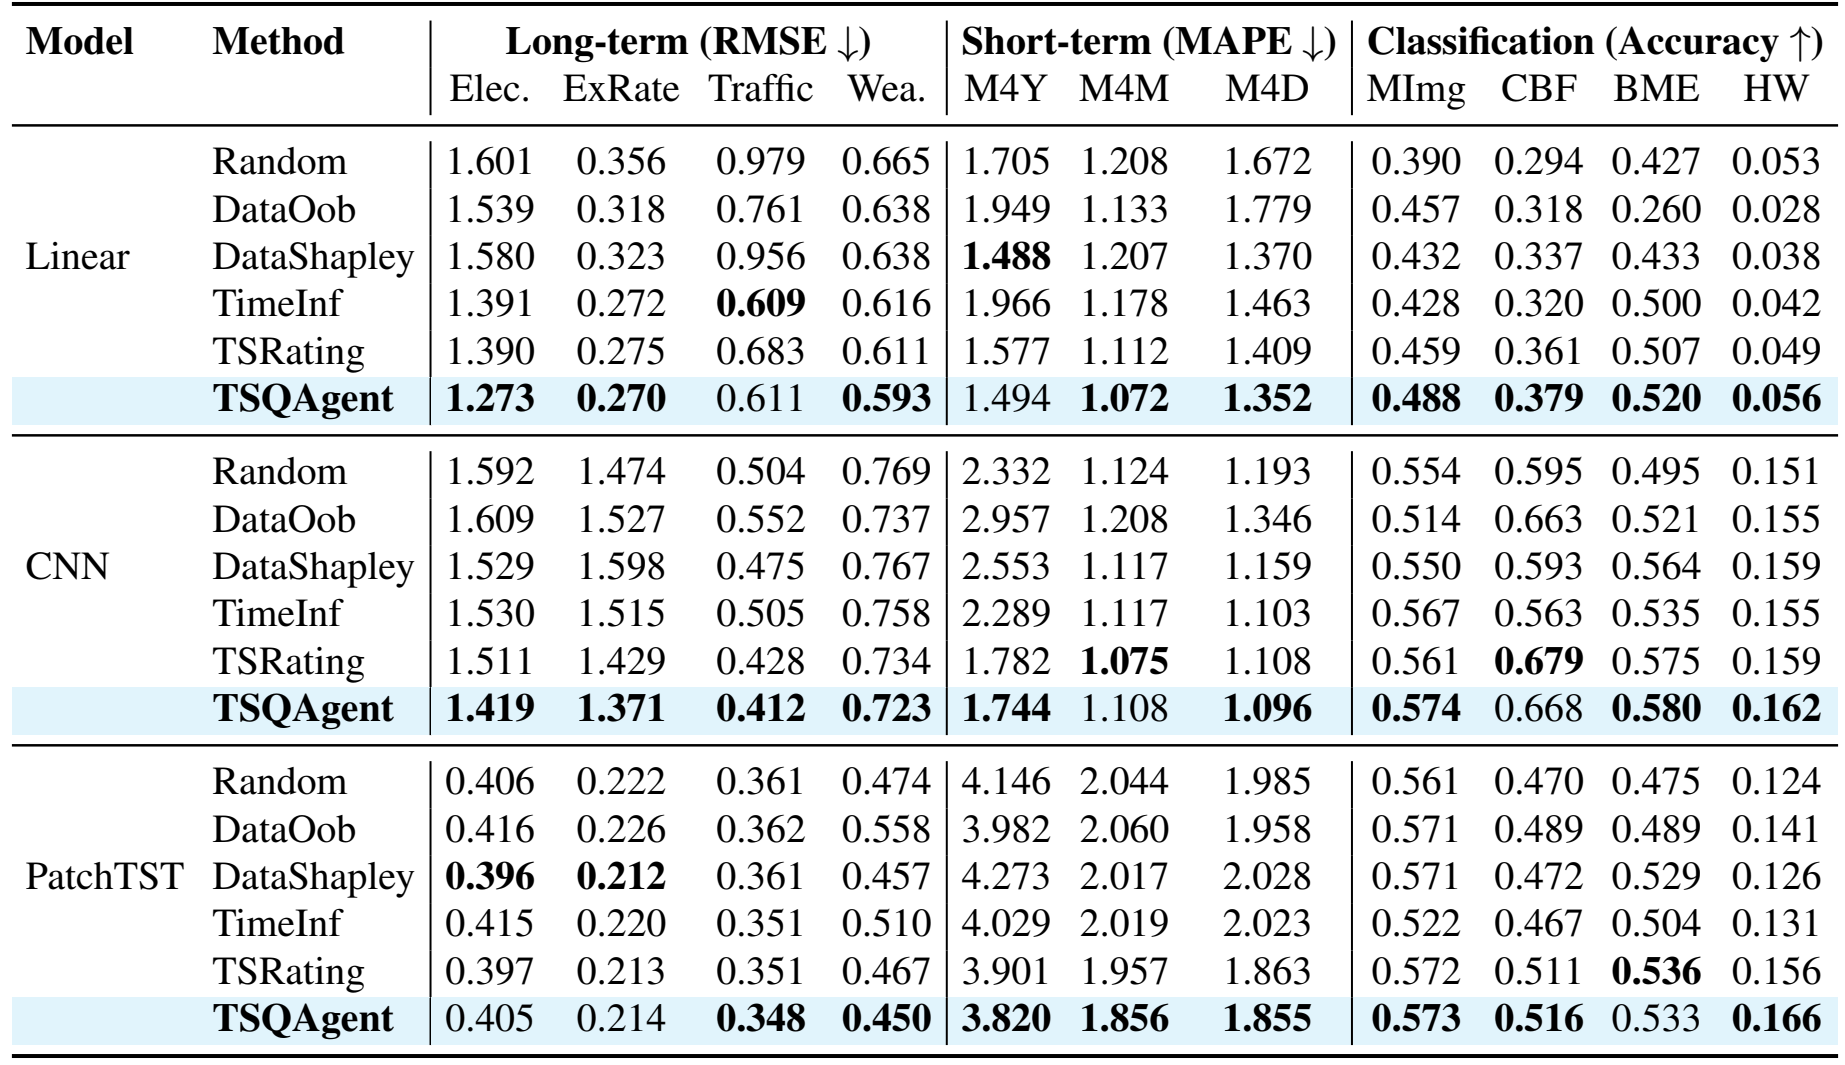 Model Method Long-term (RMSE ↓) Short-term (MAPE ↓) Classification (Accuracy ↑)
Elec. ExRate Traffic Wea. M4Y M4M M4D MImg CBF BME HW
Random 1.601 0.356 0.979 0.665 1.705 1.208 1.672 0.390 0.294 0.427 0.053
DataOob 1.539 0.318 0.761 0.638 1.949 1.133 1.779 0.457 0.318 0.260 0.028
Linear DataShapley 1.580 0.323 0.956 0.638 1.488 1.207 1.370 0.432 0.337 0.433 0.038
TimeInf 1.391 0.272 0.609 0.616 1.966 1.178 1.463 0.428 0.320 0.500 0.042
TSRating 1.390 0.275 0.683 0.611 1.577 1.112 1.409 0.459 0.361 0.507 0.049
TSQAgent 1.273 0.270 0.611 0.593 1.494 1.072 1.352 0.488 0.379 0.520 0.056
Random 1.592 1.474 0.504 0.769 2.332 1.124 1.193 0.554 0.595 0.495 0.151
DataOob 1.609 1.527 0.552 0.737 2.957 1.208 1.346 0.514 0.663 0.521 0.155
CNN DataShapley 1.529 1.598 0.475 0.767 2.553 1.117 1.159 0.550 0.593 0.564 0.159
TimeInf 1.530 1.515 0.505 0.758 2.289 1.117 1.103 0.567 0.563 0.535 0.155
TSRating 1.511 1.429 0.428 0.734 1.782 1.075 1.108 0.561 0.679 0.575 0.159
TSQAgent 1.419 1.371 0.412 0.723 1.744 1.108 1.096 0.574 0.668 0.580 0.162
Random 0.406 0.222 0.361 0.474 4.146 2.044 1.985 0.561 0.470 0.475 0.124
DataOob 0.416 0.226 0.362 0.558 3.982 2.060 1.958 0.571 0.489 0.489 0.141
PatchTST DataShapley 0.396 0.212 0.361 0.457 4.273 2.017 2.028 0.571 0.472 0.529 0.126
TimeInf 0.415 0.220 0.351 0.510 4.029 2.019 2.023 0.522 0.467 0.504 0.131
TSRating 0.397 0.213 0.351 0.467 3.901 1.957 1.863 0.572 0.511 0.536 0.156
TSQAgent 0.405 0.214 0.348 0.450 3.820 1.856 1.855 0.573 0.516 0.533 0.166